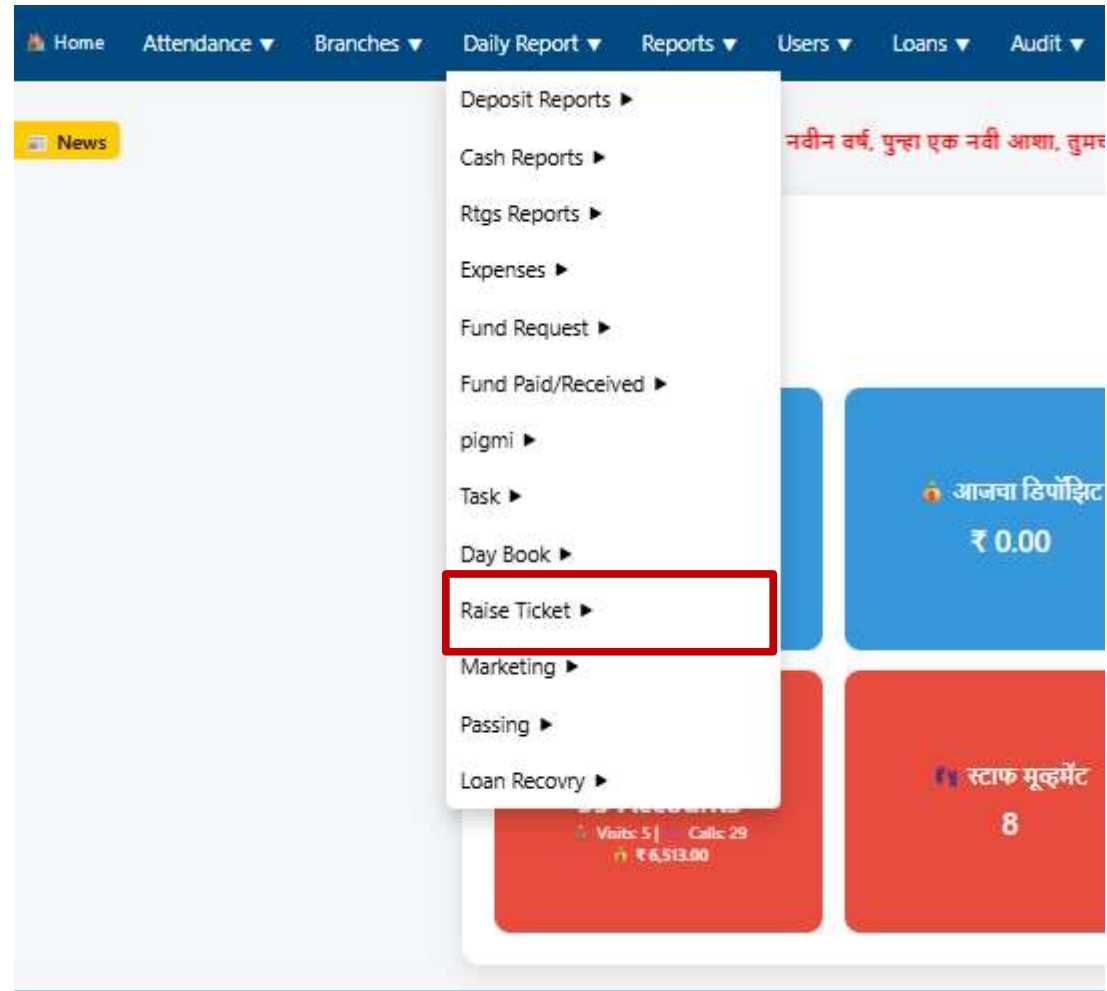 Home Attendance ▼ Branches ▼ Daily Report ▼ Reports ▼ Users ▼ Loans ▼ Audit ▼
News
नवीन वर्ष, पुन्हा एक नवी आशा,
Deposit Reports ▶
Cash Reports ▶
Rtgs Reports ▶
Expenses ▶
Fund Request ▶
Fund Paid/Received ▶
pigmi ▶
Task ▶
Day Book ▶
Raise Ticket ▶
Marketing ▶
Passing ▶
Loan Recovry ▶
आजचा डिपॉझिट
₹ 0.00
Accounts
Visits: 5 | Calls: 29
₹ 6,513.00
स्टाफ मूव्हमेंट
8